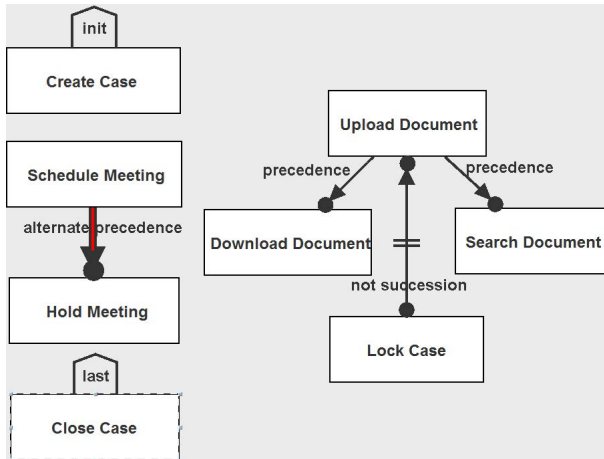 init
Create Case
Schedule Meeting
alternate precedence
Hold Meeting
last
Close Case
Upload Document
precedence
precedence
Download Document
Search Document
not succession
Lock Case